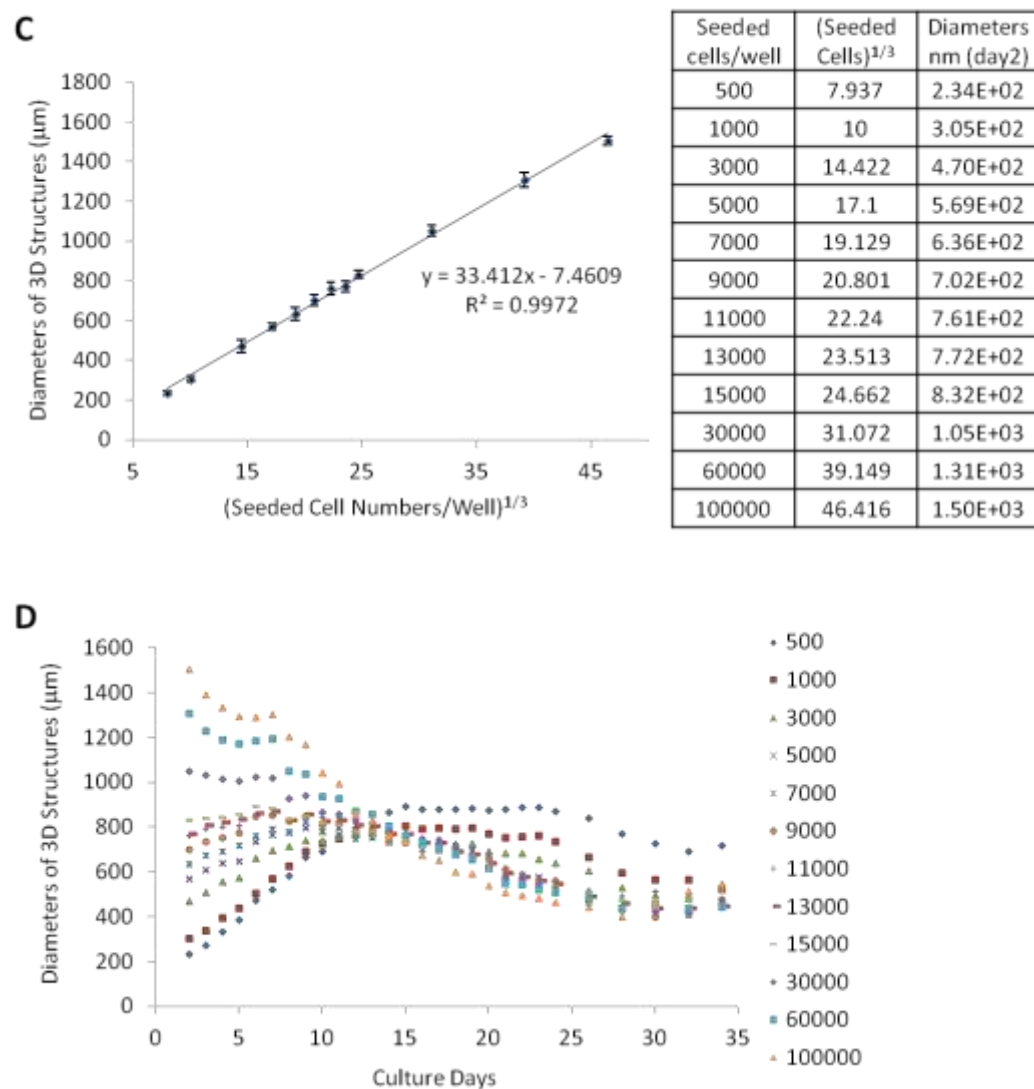 C
1800
1600
1400
1200
1000
800
600
400
200
0
Diameters of 3D Structures (µm)
y = 33.412x - 7.4609
R² = 0.9972
5 15 25 35 45
(Seeded Cell Numbers/Well)1/3
Seeded cells/well (Seeded Cells)1/3 Diameters nm (day2)
500 7.937 2.34E+02
1000 10 3.05E+02
3000 14.422 4.70E+02
5000 17.1 5.69E+02
7000 19.129 6.36E+02
9000 20.801 7.02E+02
11000 22.24 7.61E+02
13000 23.513 7.72E+02
15000 24.662 8.32E+02
30000 31.072 1.05E+03
60000 39.149 1.31E+03
100000 46.416 1.50E+03
D
1600
1400
1200
1000
800
600
400
200
0
Diameters of 3D Structures (µm)
0 5 10 15 20 25 30 35
Culture Days
500
1000
3000
5000
7000
9000
11000
13000
15000
30000
60000
100000